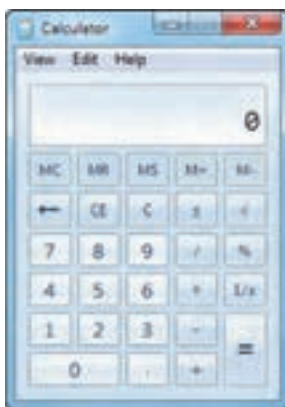 Calculator
View Edit Help
0
MC MR MS M+ M-
← CE C ± √
7 8 9 / %
4 5 6 * 1/x
1 2 3 - =
0 . +